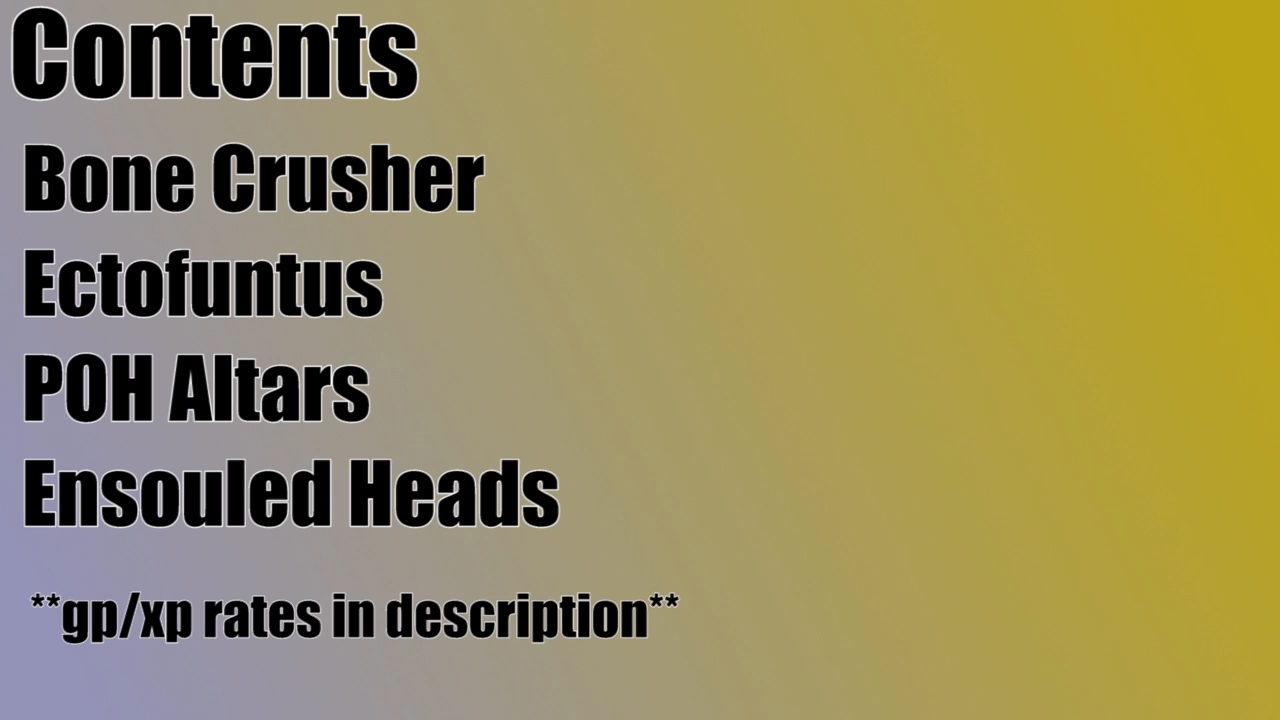 Contents
Bone Crusher
Ectofuntus
POH Altars
Ensouled Heads
**gp/xp rates in description**